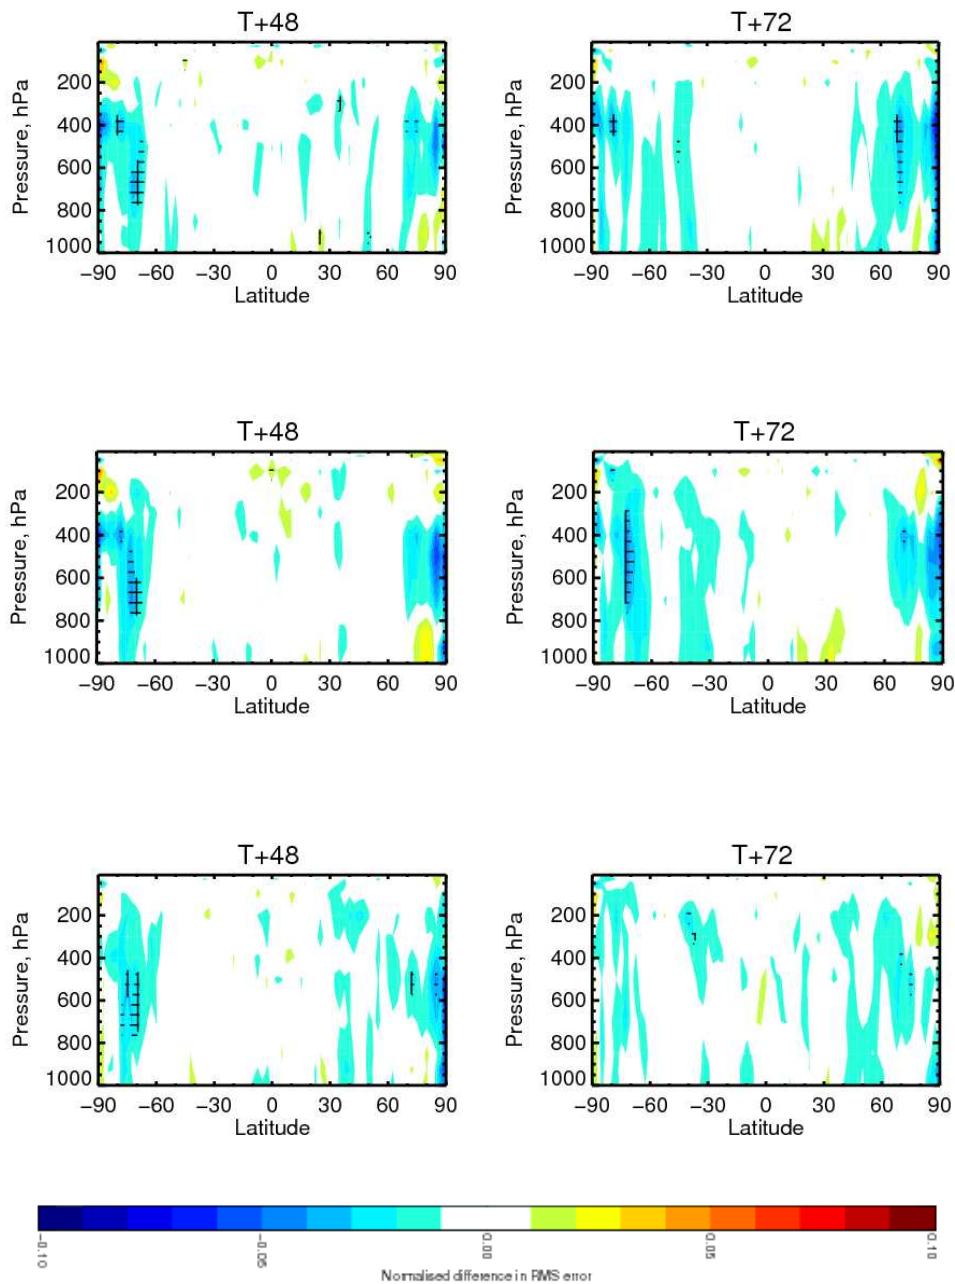 T+48 T+72
Pressure, hPa
200
400
600
800
1000
−90 −60 −30 0 30 60 90
Latitude
Pressure, hPa
200
400
600
800
1000
−90 −60 −30 0 30 60 90
Latitude
T+48 T+72
Pressure, hPa
200
400
600
800
1000
−90 −60 −30 0 30 60 90
Latitude
Pressure, hPa
200
400
600
800
1000
−90 −60 −30 0 30 60 90
Latitude
T+48 T+72
Pressure, hPa
200
400
600
800
1000
−90 −60 −30 0 30 60 90
Latitude
Pressure, hPa
200
400
600
800
1000
−90 −60 −30 0 30 60 90
Latitude
−0.10 −0.05 0.00 0.05 0.10
Normalised difference in RMS error